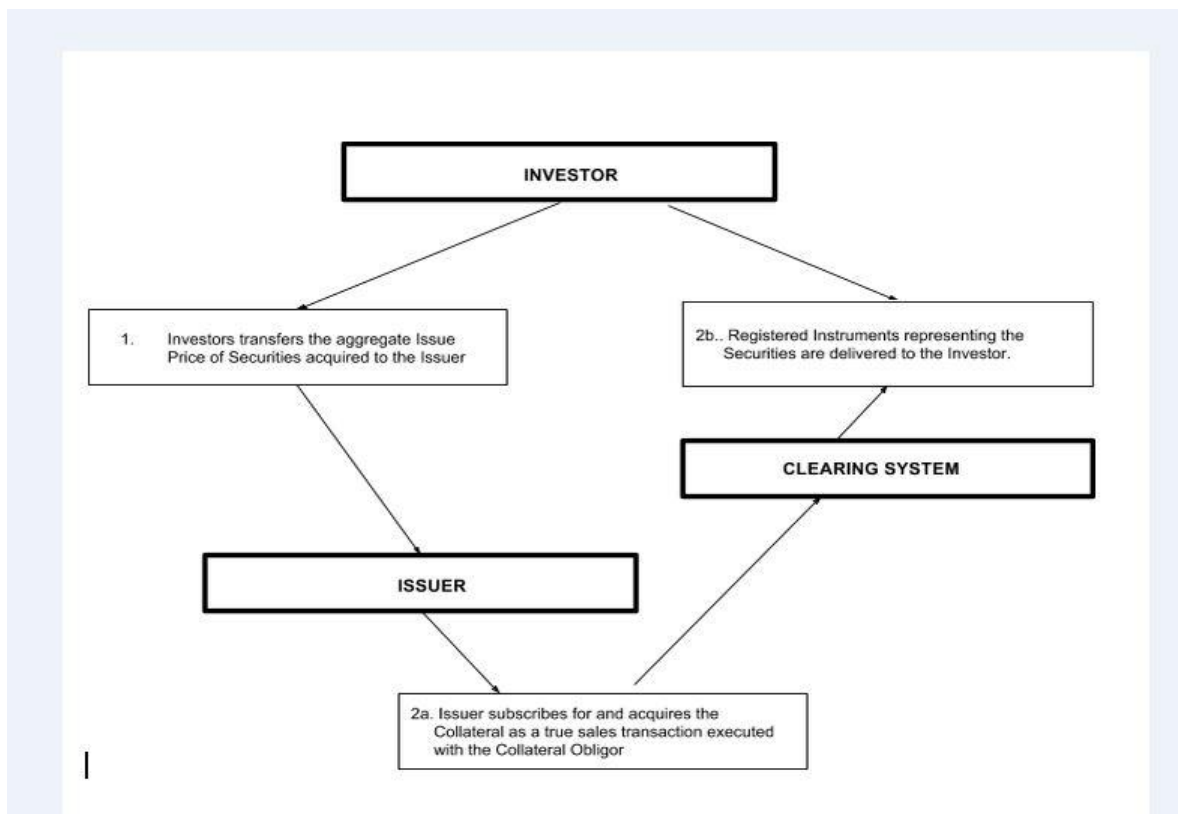 INVESTOR
1. Investors transfers the aggregate Issue
Price of Securities acquired to the Issuer
2b.. Registered Instruments representing the
Securities are delivered to the Investor.
CLEARING SYSTEM
ISSUER
2a. Issuer subscribes for and acquires the
Collateral as a true sales transaction executed
with the Collateral Obligor